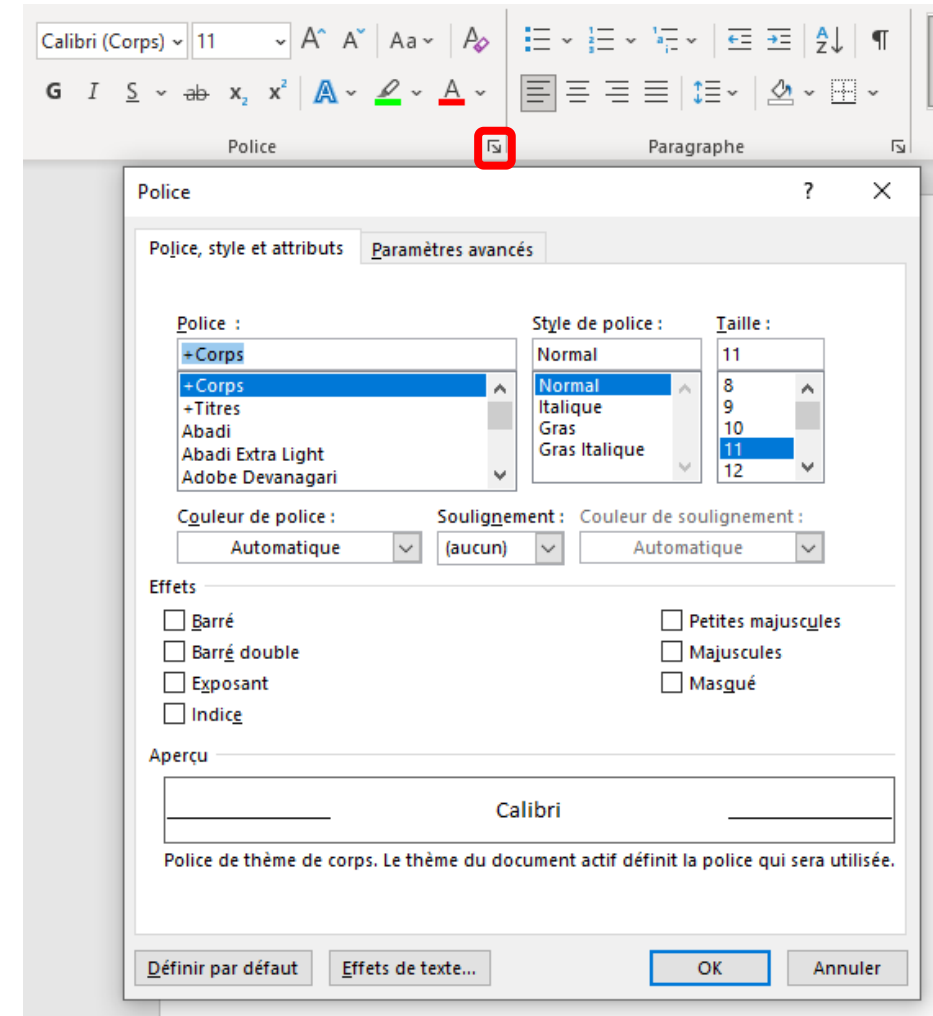 Calibri (Corps) 11 A A Aa A A Z ¶
G I S ab x₂ x² A A
Police Paragraphe
Police ?
Police, style et attributs Paramètres avancés
Police : Style de police : Taille :
+Corps Normal 11
+Corps Normal 8
+Titres Italique 9
Abadi Gras 10
Abadi Extra Light Gras Italique 11
Adobe Devanagari 12
Couleur de police : Soulignement : Couleur de soulignement :
Automatique (aucun) Automatique
Effets
Barré Petites majuscules
Barré double Majuscules
Exposant Masqué
Indice
Aperçu
Calibri
Police de thème de corps. Le thème du document actif définit la police qui sera utilisée.
Définir par défaut Effets de texte... OK Annuler